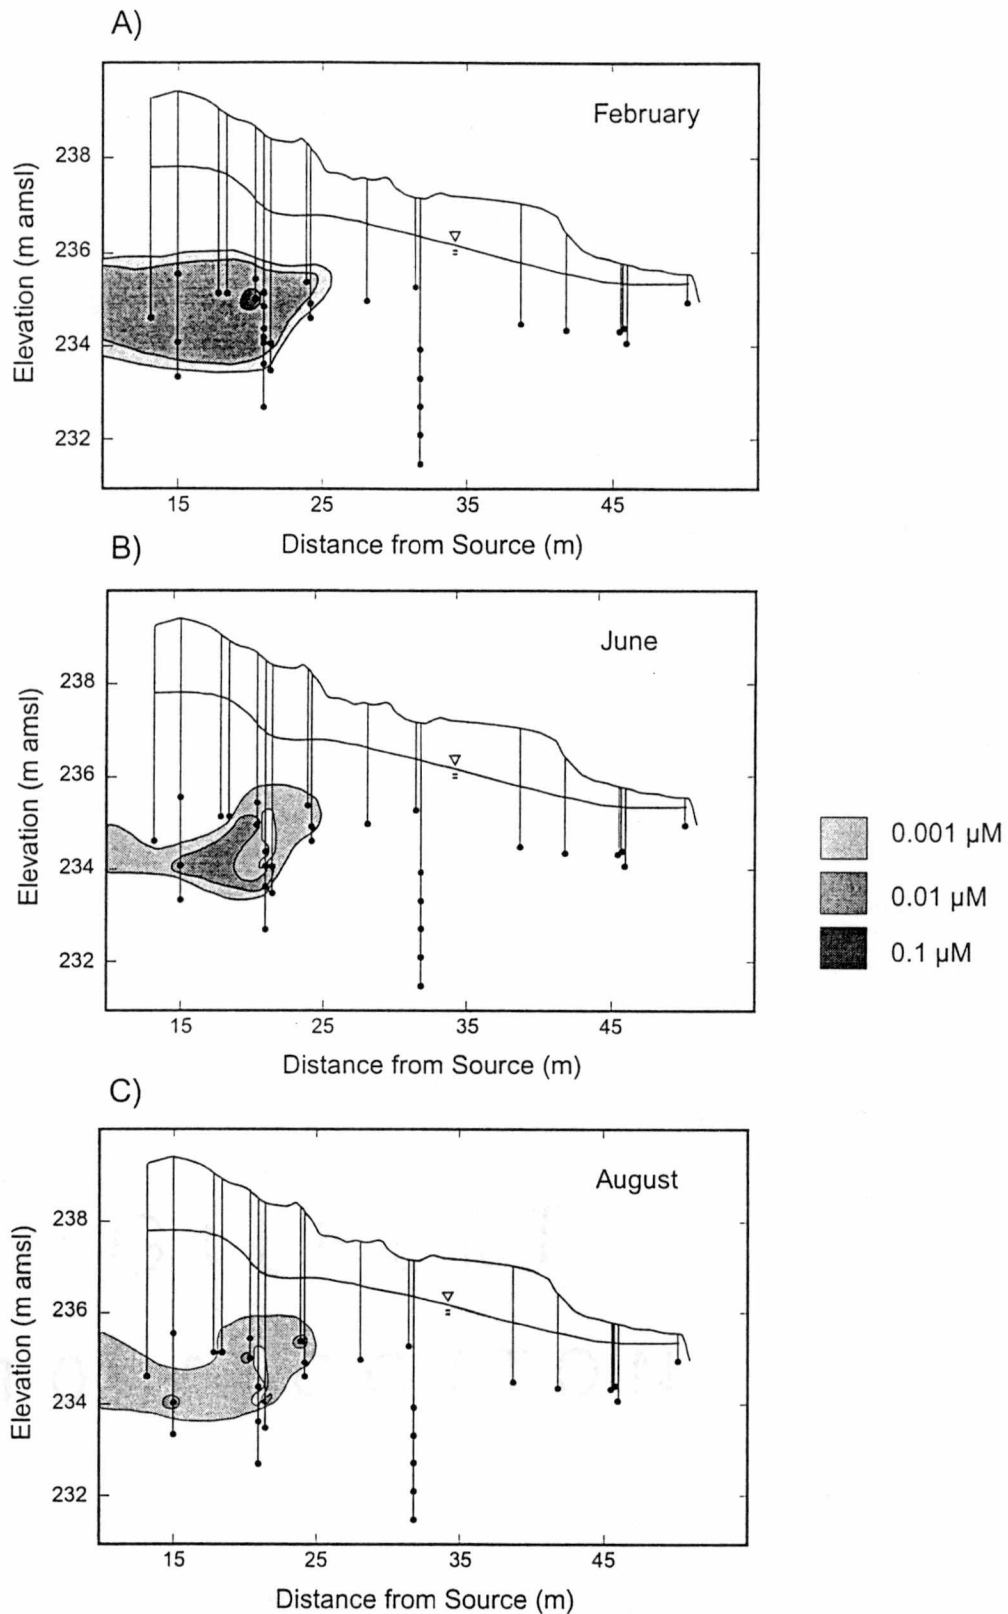 A)
February
Elevation (m amsl)
238
236
234
232
15 25 35 45
Distance from Source (m)
B)
June
Elevation (m amsl)
238
236
234
232
15 25 35 45
Distance from Source (m)
0.001 µM
0.01 µM
0.1 µM
C)
August
Elevation (m amsl)
238
236
234
232
15 25 35 45
Distance from Source (m)